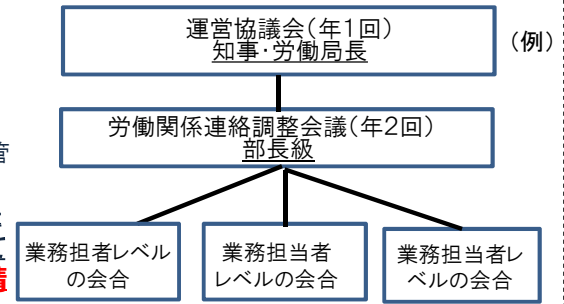 運営協議会(年1回)
知事・労働局長
(例)
労働関係連絡調整会議(年2回)
部長級
管
業務担者レベル
の会合
業務担当者
レベルの会合
業務担当者レ
ベルの会合